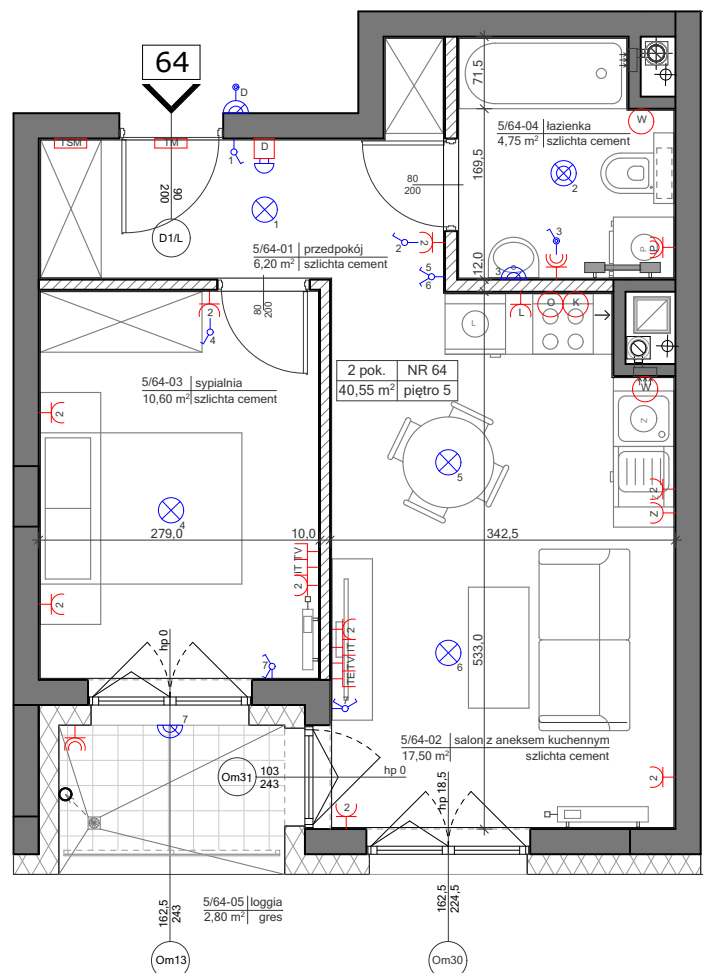 64
D
TSM
TM
D
1
1
90
200
D1/L
80
200
71,5
169,5
12,0
5/64-04 łazienka
4,75 m² szlichta cement
W
2
P
P
3
3
5/64-01 przedpokój
6,20 m² szlichta cement
2
2
5
6
80
200
2
4
L
L
O
K
2 pok. NR 64
40,55 m² piętro 5
5/64-03 sypialnia
10,60 m² szlichta cement
W
Z
2
5
4
2
Z
279,0
10,0
342,5
IT TV
2
2
hp 0
7
533,0
2
TE TV IT
7
6
7
5/64-02 salon z aneksem kuchennym
17,50 m² szlichta cement
Om31
103
243
hp 0
hp 18,5
2
2
162,5
243
5/64-05 loggia
2,80 m² gres
162,5
224,5
Om13
Om30